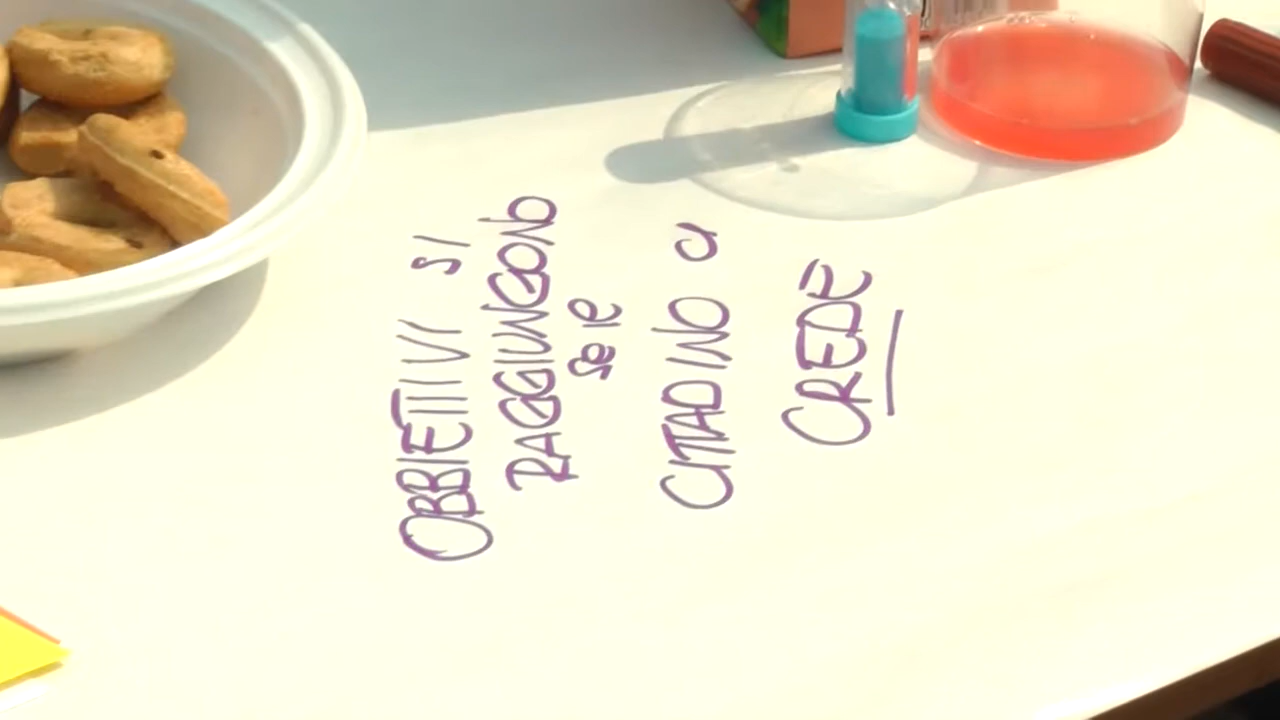 OBBIETTIVI SI
RAGGIUNGONO
se IL
CITTADINO CI
CREDE